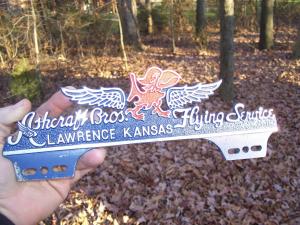 Ashcraft Bros. Flying Service
LAWRENCE KANSAS